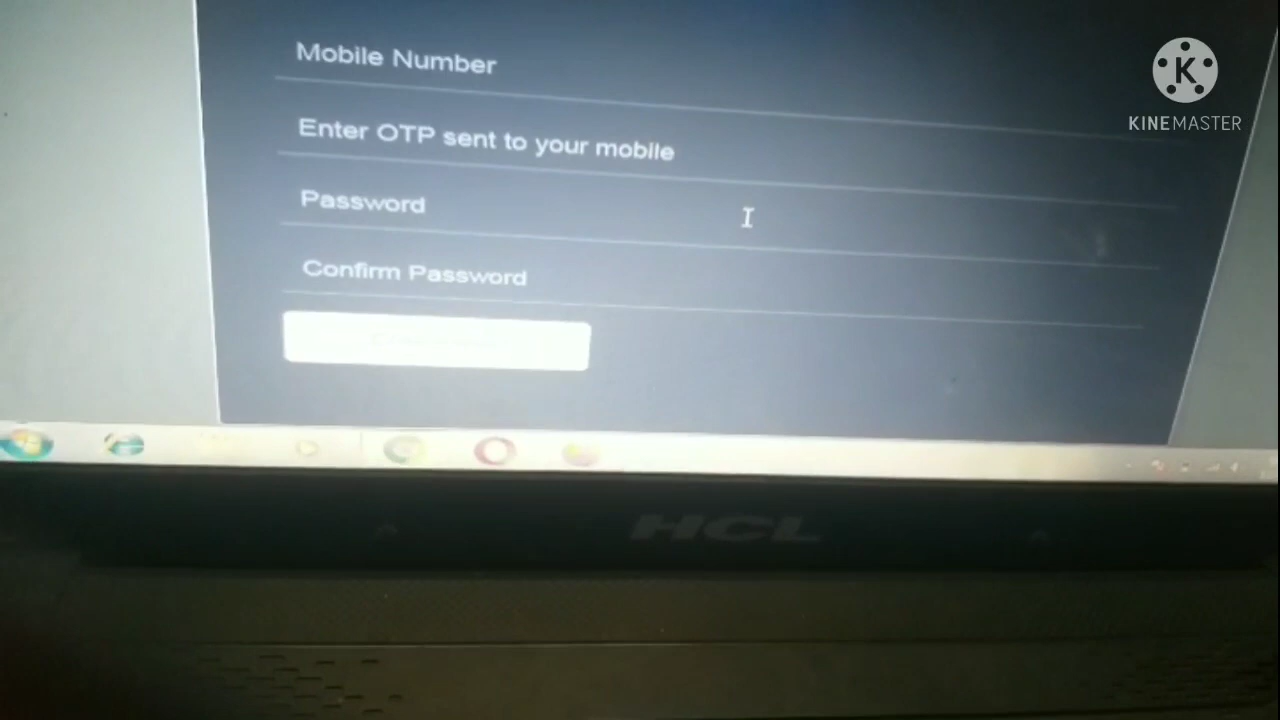 Mobile Number
K
KINEMASTER
Enter OTP sent to your mobile
Password
Confirm Password
HCL